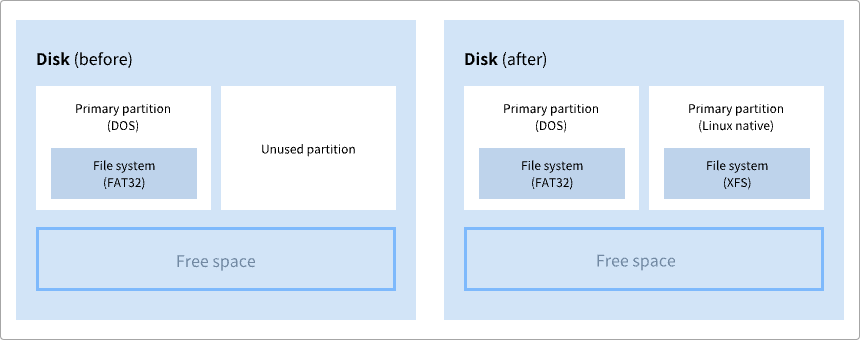 Disk (before)
Primary partition
(DOS)
File system
(FAT32)
Unused partition
Free space
Disk (after)
Primary partition
(DOS)
File system
(FAT32)
Primary partition
(Linux native)
File system
(XFS)
Free space